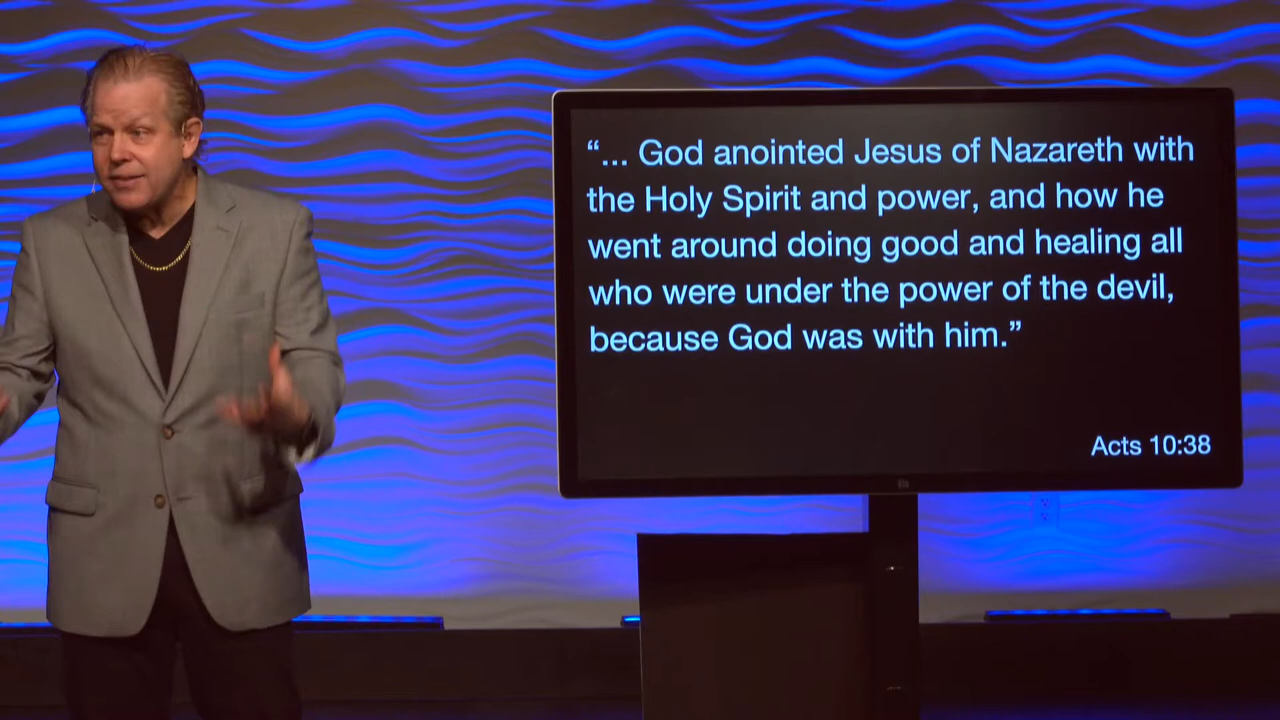 “... God anointed Jesus of Nazareth with
the Holy Spirit and power, and how he
went around doing good and healing all
who were under the power of the devil,
because God was with him.”
Acts 10:38